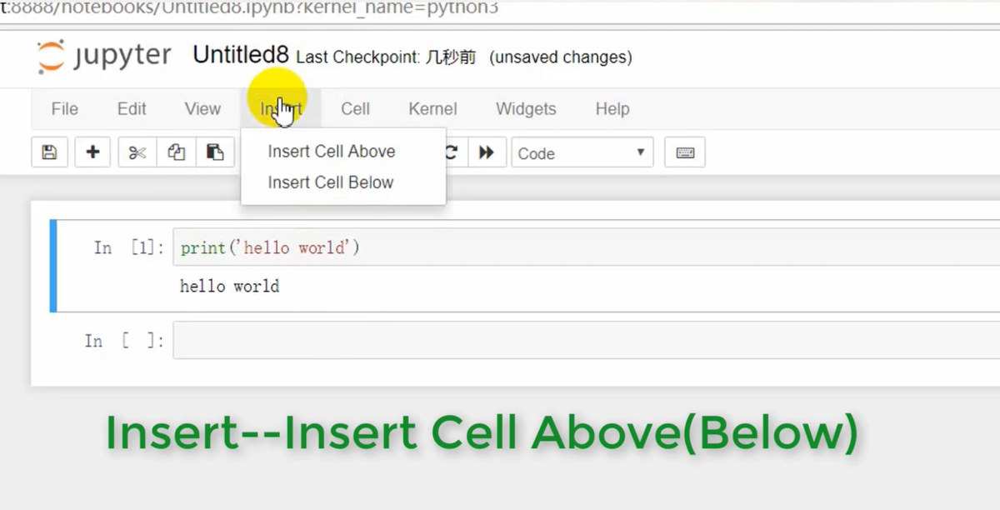 t:8888/notebooks/Untitled8.ipynb?kernel_name=python3
jupyter Untitled8 Last Checkpoint: 几秒前 (unsaved changes)
File Edit View Insert Cell Kernel Widgets Help
Code
Insert Cell Above
Insert Cell Below
In [1]: print('hello world')
hello world
In [ ]:
Insert--Insert Cell Above(Below)